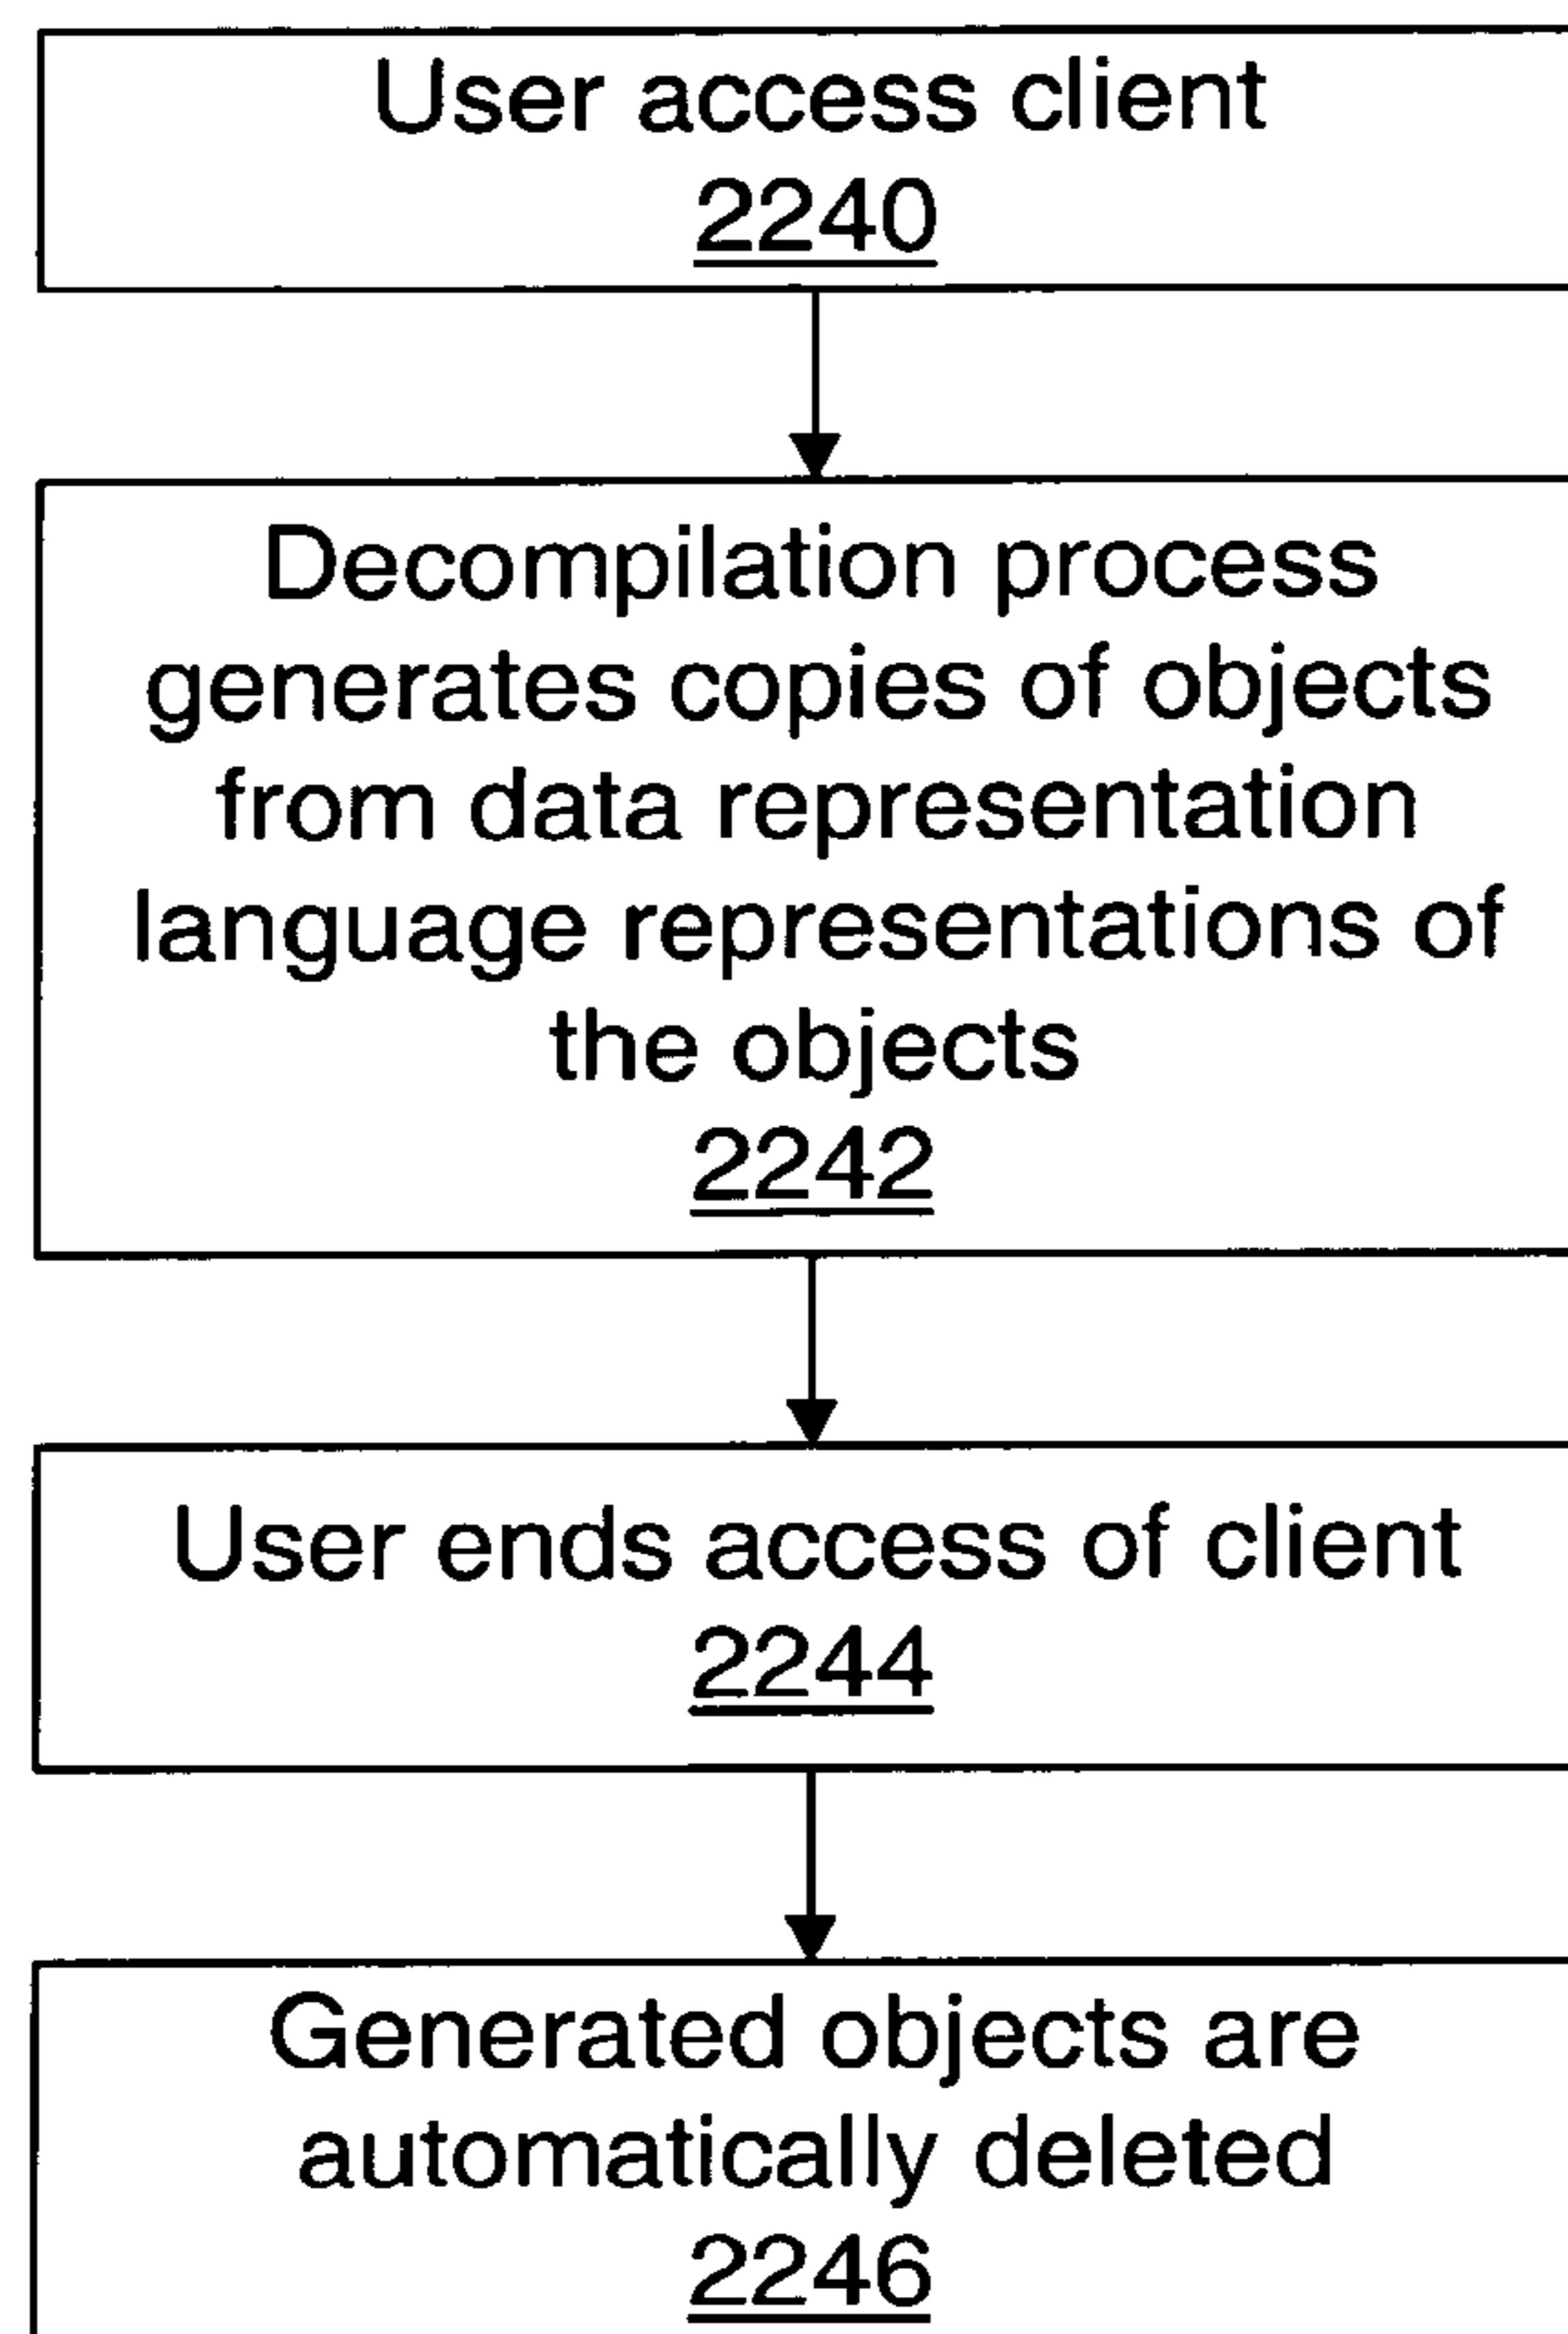 User access client
2240
Decompilation process
generates copies of objects
from data representation
language representations of
the objects
2242
User ends access of client
2244
Generated objects are
automatically deleted
2246